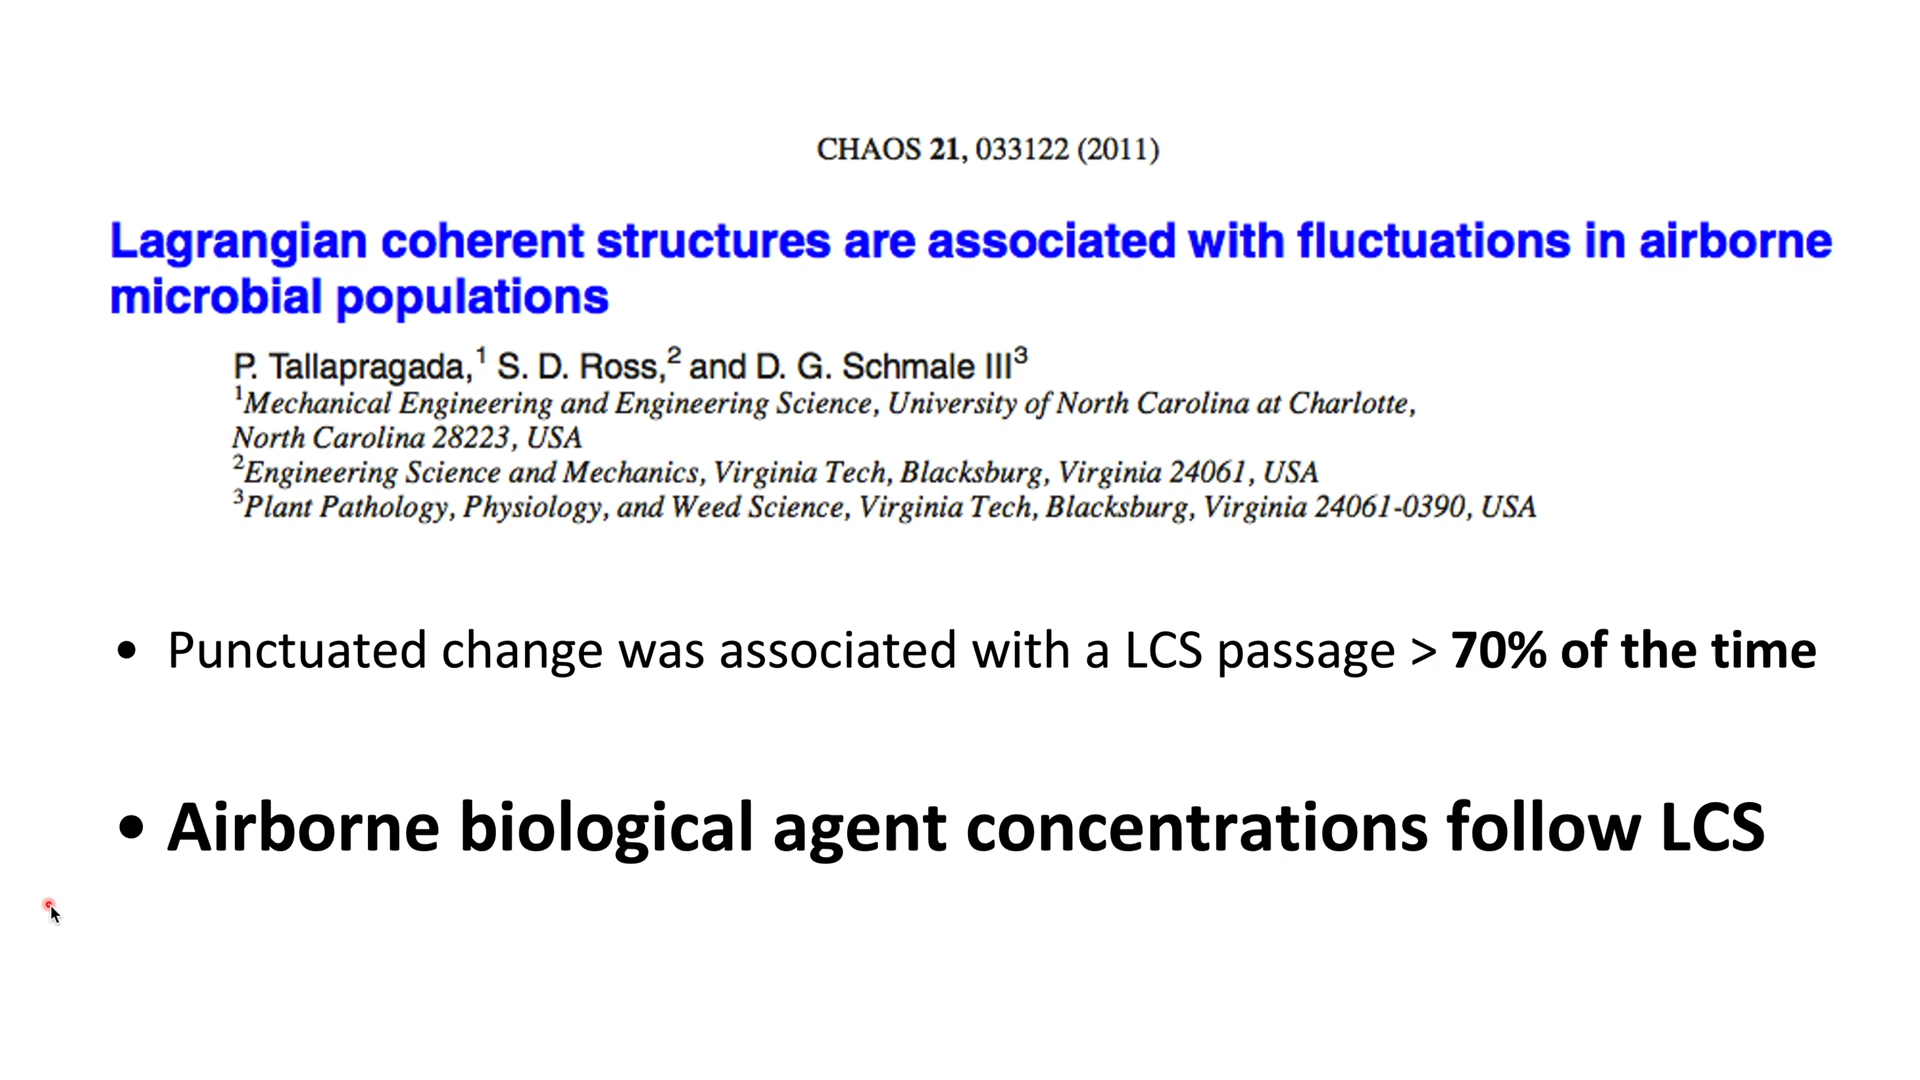 CHAOS 21, 033122 (2011)
Lagrangian coherent structures are associated with fluctuations in airborne
microbial populations
P. Tallapragada,¹ S. D. Ross,² and D. G. Schmale III³
¹Mechanical Engineering and Engineering Science, University of North Carolina at Charlotte,
North Carolina 28223, USA
²Engineering Science and Mechanics, Virginia Tech, Blacksburg, Virginia 24061, USA
³Plant Pathology, Physiology, and Weed Science, Virginia Tech, Blacksburg, Virginia 24061-0390, USA
• Punctuated change was associated with a LCS passage > 70% of the time
• Airborne biological agent concentrations follow LCS